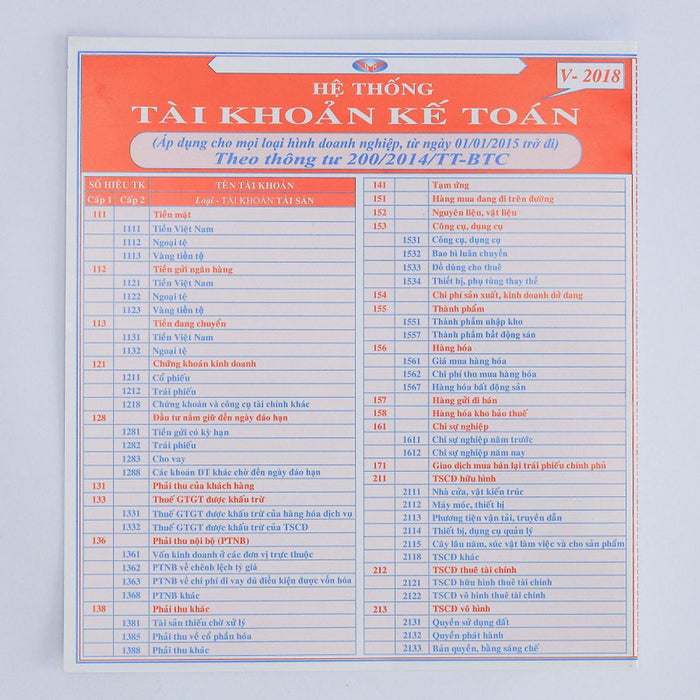 V- 2018
HỆ THỐNG
TÀI KHOẢN KẾ TOÁN
(Áp dụng cho mọi loại hình doanh nghiệp, từ ngày 01/01/2015 trở đi)
Theo thông tư 200/2014/TT-BTC
SỐ HIỆU TK TÊN TÀI KHOẢN
Cấp 1 Cấp 2 Loại - TÀI KHOẢN TÀI SẢN
111 Tiền mặt
1111 Tiền Việt Nam
1112 Ngoại tệ
1113 Vàng tiền tệ
112 Tiền gửi ngân hàng
1121 Tiền Việt Nam
1122 Ngoại tệ
1123 Vàng tiền tệ
113 Tiền đang chuyển
1131 Tiền Việt Nam
1132 Ngoại tệ
121 Chứng khoán kinh doanh
1211 Cổ phiếu
1212 Trái phiếu
1218 Chứng khoán và công cụ tài chính khác
128 Đầu tư nắm giữ đến ngày đáo hạn
1281 Tiền gửi có kỳ hạn
1282 Trái phiếu
1283 Cho vay
1288 Các khoản ĐT khác chờ đến ngày đáo hạn
131 Phải thu của khách hàng
133 Thuế GTGT được khấu trừ
1331 Thuế GTGT được khấu trừ của hàng hóa dịch vụ
1332 Thuế GTGT được khấu trừ của TSCĐ
136 Phải thu nội bộ (PTNB)
1361 Vốn kinh doanh ở các đơn vị trực thuộc
1362 PTNB về chênh lệch tỷ giá
1363 PTNB về chi phí đi vay đủ điều kiện được vốn hóa
1368 PTNB khác
138 Phải thu khác
1381 Tài sản thiếu chờ xử lý
1385 Phải thu về cổ phần hóa
1388 Phải thu khác
141 Tạm ứng
151 Hàng mua đang đi trên đường
152 Nguyên liệu, vật liệu
153 Công cụ, dụng cụ
1531 Công cụ, dụng cụ
1532 Bao bì luân chuyển
1533 Đồ dùng cho thuê
1534 Thiết bị, phụ tùng thay thế
154 Chi phí sản xuất, kinh doanh dở dang
155 Thành phẩm
1551 Thành phẩm nhập kho
1557 Thành phẩm bất động sản
156 Hàng hóa
1561 Giá mua hàng hóa
1562 Chi phí thu mua hàng hóa
1567 Hàng hóa bất động sản
157 Hàng gửi đi bán
158 Hàng hóa kho bảo thuế
161 Chi sự nghiệp
1611 Chi sự nghiệp năm trước
1612 Chi sự nghiệp năm nay
171 Giao dịch mua bán lại trái phiếu chính phủ
211 TSCĐ hữu hình
2111 Nhà cửa, vật kiến trúc
2112 Máy móc, thiết bị
2113 Phương tiện vận tải, truyền dẫn
2114 Thiết bị, dụng cụ quản lý
2115 Cây lâu năm, súc vật làm việc và cho sản phẩm
2118 TSCĐ khác
212 TSCĐ thuê tài chính
2121 TSCĐ hữu hình thuê tài chính
2122 TSCĐ vô hình thuê tài chính
213 TSCĐ vô hình
2131 Quyền sử dụng đất
2132 Quyền phát hành
2133 Bản quyền, bằng sáng chế